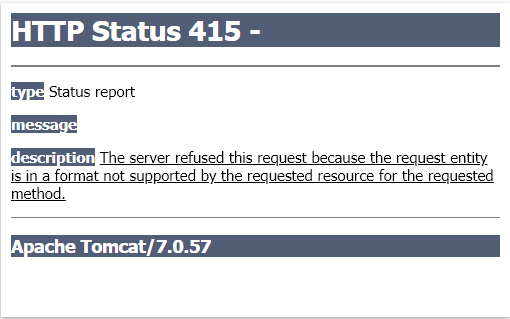 HTTP Status 415 -
type Status report
message
description The server refused this request because the request entity
is in a format not supported by the requested resource for the requested
method.
Apache Tomcat/7.0.57